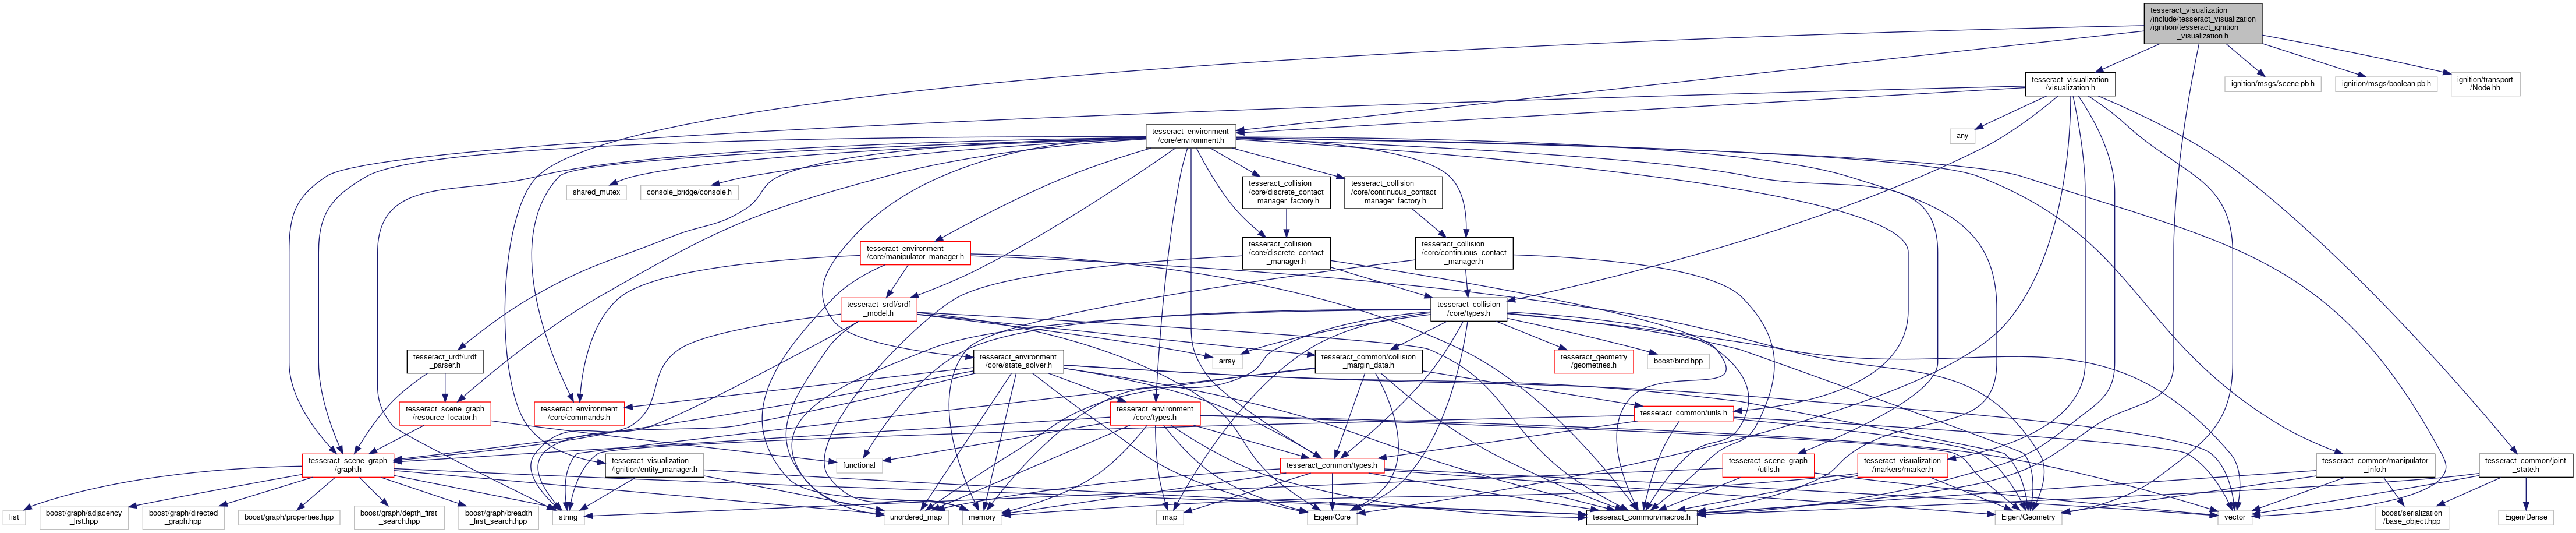 tesseract_visualization
/include/tesseract_visualization
/ignition/tesseract_ignition
_visualization.h
tesseract_visualization
/visualization.h
ignition/msgs/scene.pb.h
ignition/msgs/boolean.pb.h
ignition/transport
/Node.hh
tesseract_environment
/core/environment.h
any
shared_mutex
console_bridge/console.h
tesseract_collision
/core/discrete_contact
_manager_factory.h
tesseract_collision
/core/continuous_contact
_manager_factory.h
tesseract_environment
/core/manipulator_manager.h
tesseract_collision
/core/discrete_contact
_manager.h
tesseract_collision
/core/continuous_contact
_manager.h
tesseract_srdf/srdf
_model.h
tesseract_collision
/core/types.h
tesseract_urdf/urdf
_parser.h
tesseract_environment
/core/state_solver.h
array
tesseract_common/collision
_margin_data.h
tesseract_geometry
/geometries.h
boost/bind.hpp
tesseract_scene_graph
/resource_locator.h
tesseract_environment
/core/commands.h
tesseract_environment
/core/types.h
tesseract_common/utils.h
tesseract_scene_graph
/graph.h
tesseract_visualization
/ignition/entity_manager.h
functional
tesseract_common/types.h
tesseract_scene_graph
/utils.h
tesseract_visualization
/markers/marker.h
tesseract_common/manipulator
_info.h
tesseract_common/joint
_state.h
list
boost/graph/adjacency
_list.hpp
boost/graph/directed
_graph.hpp
boost/graph/properties.hpp
boost/graph/depth_first
_search.hpp
boost/graph/breadth
_first_search.hpp
string
unordered_map
memory
map
Eigen/Core
tesseract_common/macros.h
Eigen/Geometry
vector
boost/serialization
/base_object.hpp
Eigen/Dense